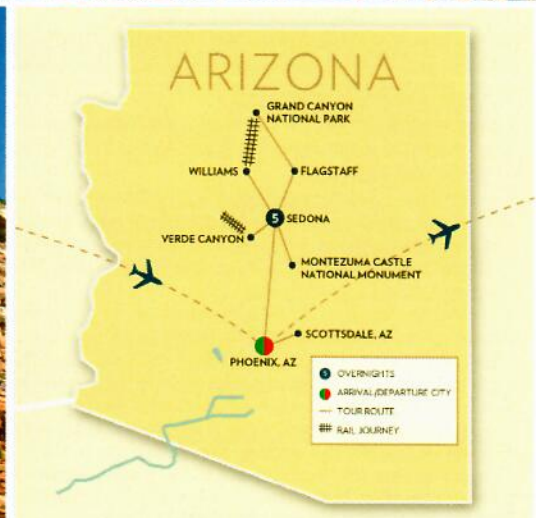 ARIZONA
GRAND CANYON
NATIONAL PARK
WILLIAMS
FLAGSTAFF
5 SEDONA
VERDE CANYON
MONTEZUMA CASTLE
NATIONAL MONUMENT
SCOTTSDALE, AZ
PHOENIX, AZ
5 OVERNIGHTS
ARRIVAL/DEPARTURE CITY
TOUR ROUTE
RAIL JOURNEY